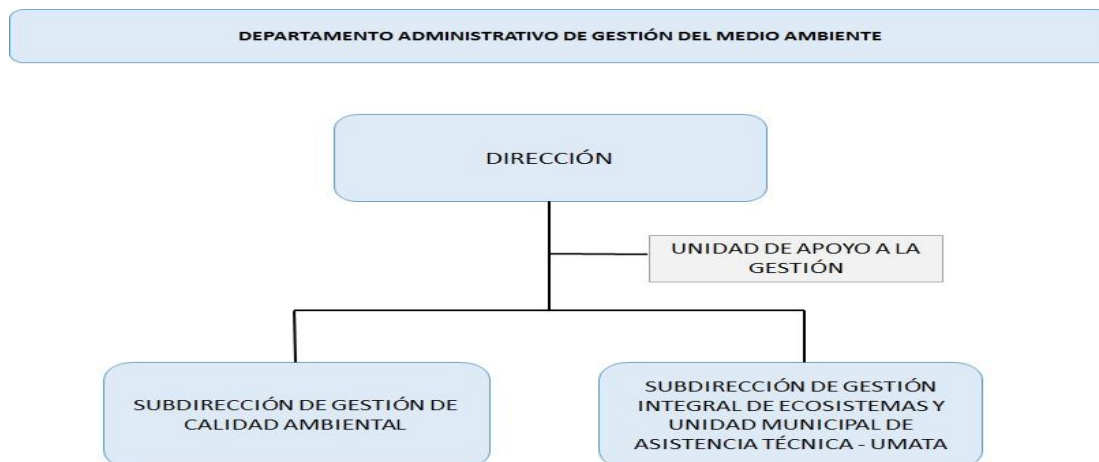 DEPARTAMENTO ADMINISTRATIVO DE GESTIÓN DEL MEDIO AMBIENTE
DIRECCIÓN
UNIDAD DE APOYO A LA
GESTIÓN
SUBDIRECCIÓN DE GESTIÓN DE
CALIDAD AMBIENTAL
SUBDIRECCIÓN DE GESTIÓN
INTEGRAL DE ECOSISTEMAS Y
UNIDAD MUNICIPAL DE
ASISTENCIA TÉCNICA - UMATA